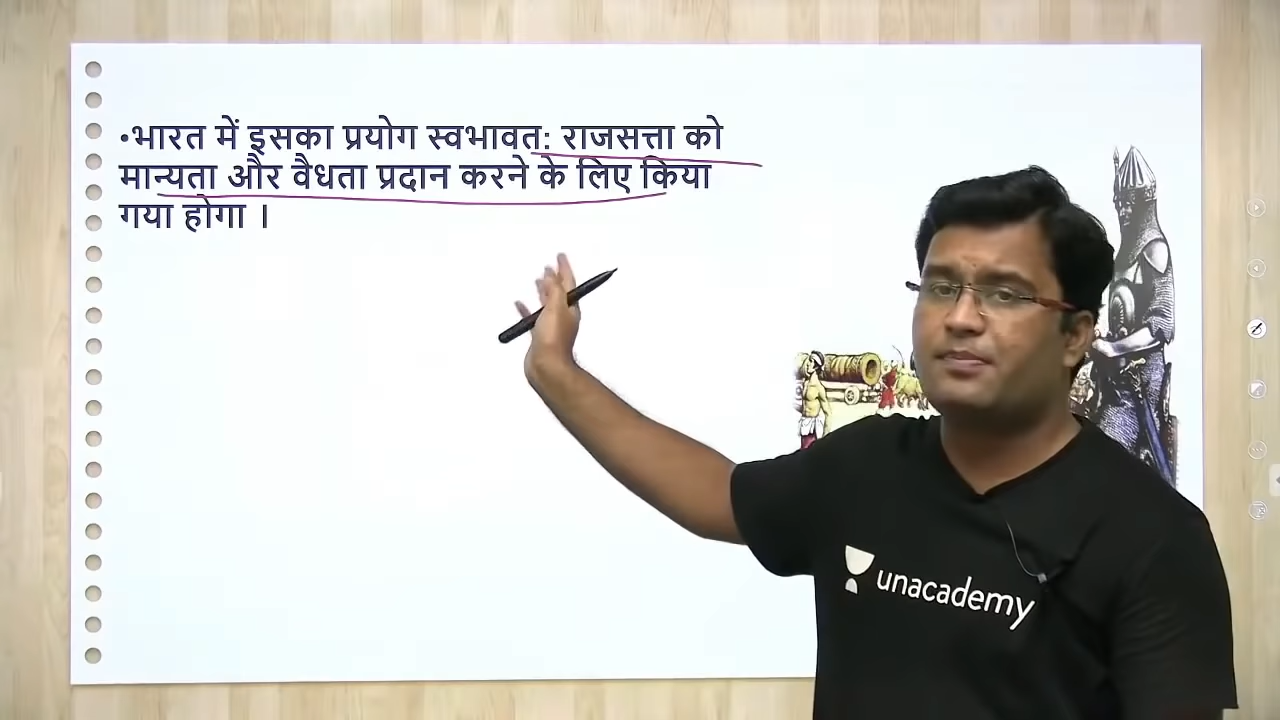 •भारत में इसका प्रयोग स्वभावत: राजसत्ता को
मान्यता और वैधता प्रदान करने के लिए किया
गया होगा ।
unacademy